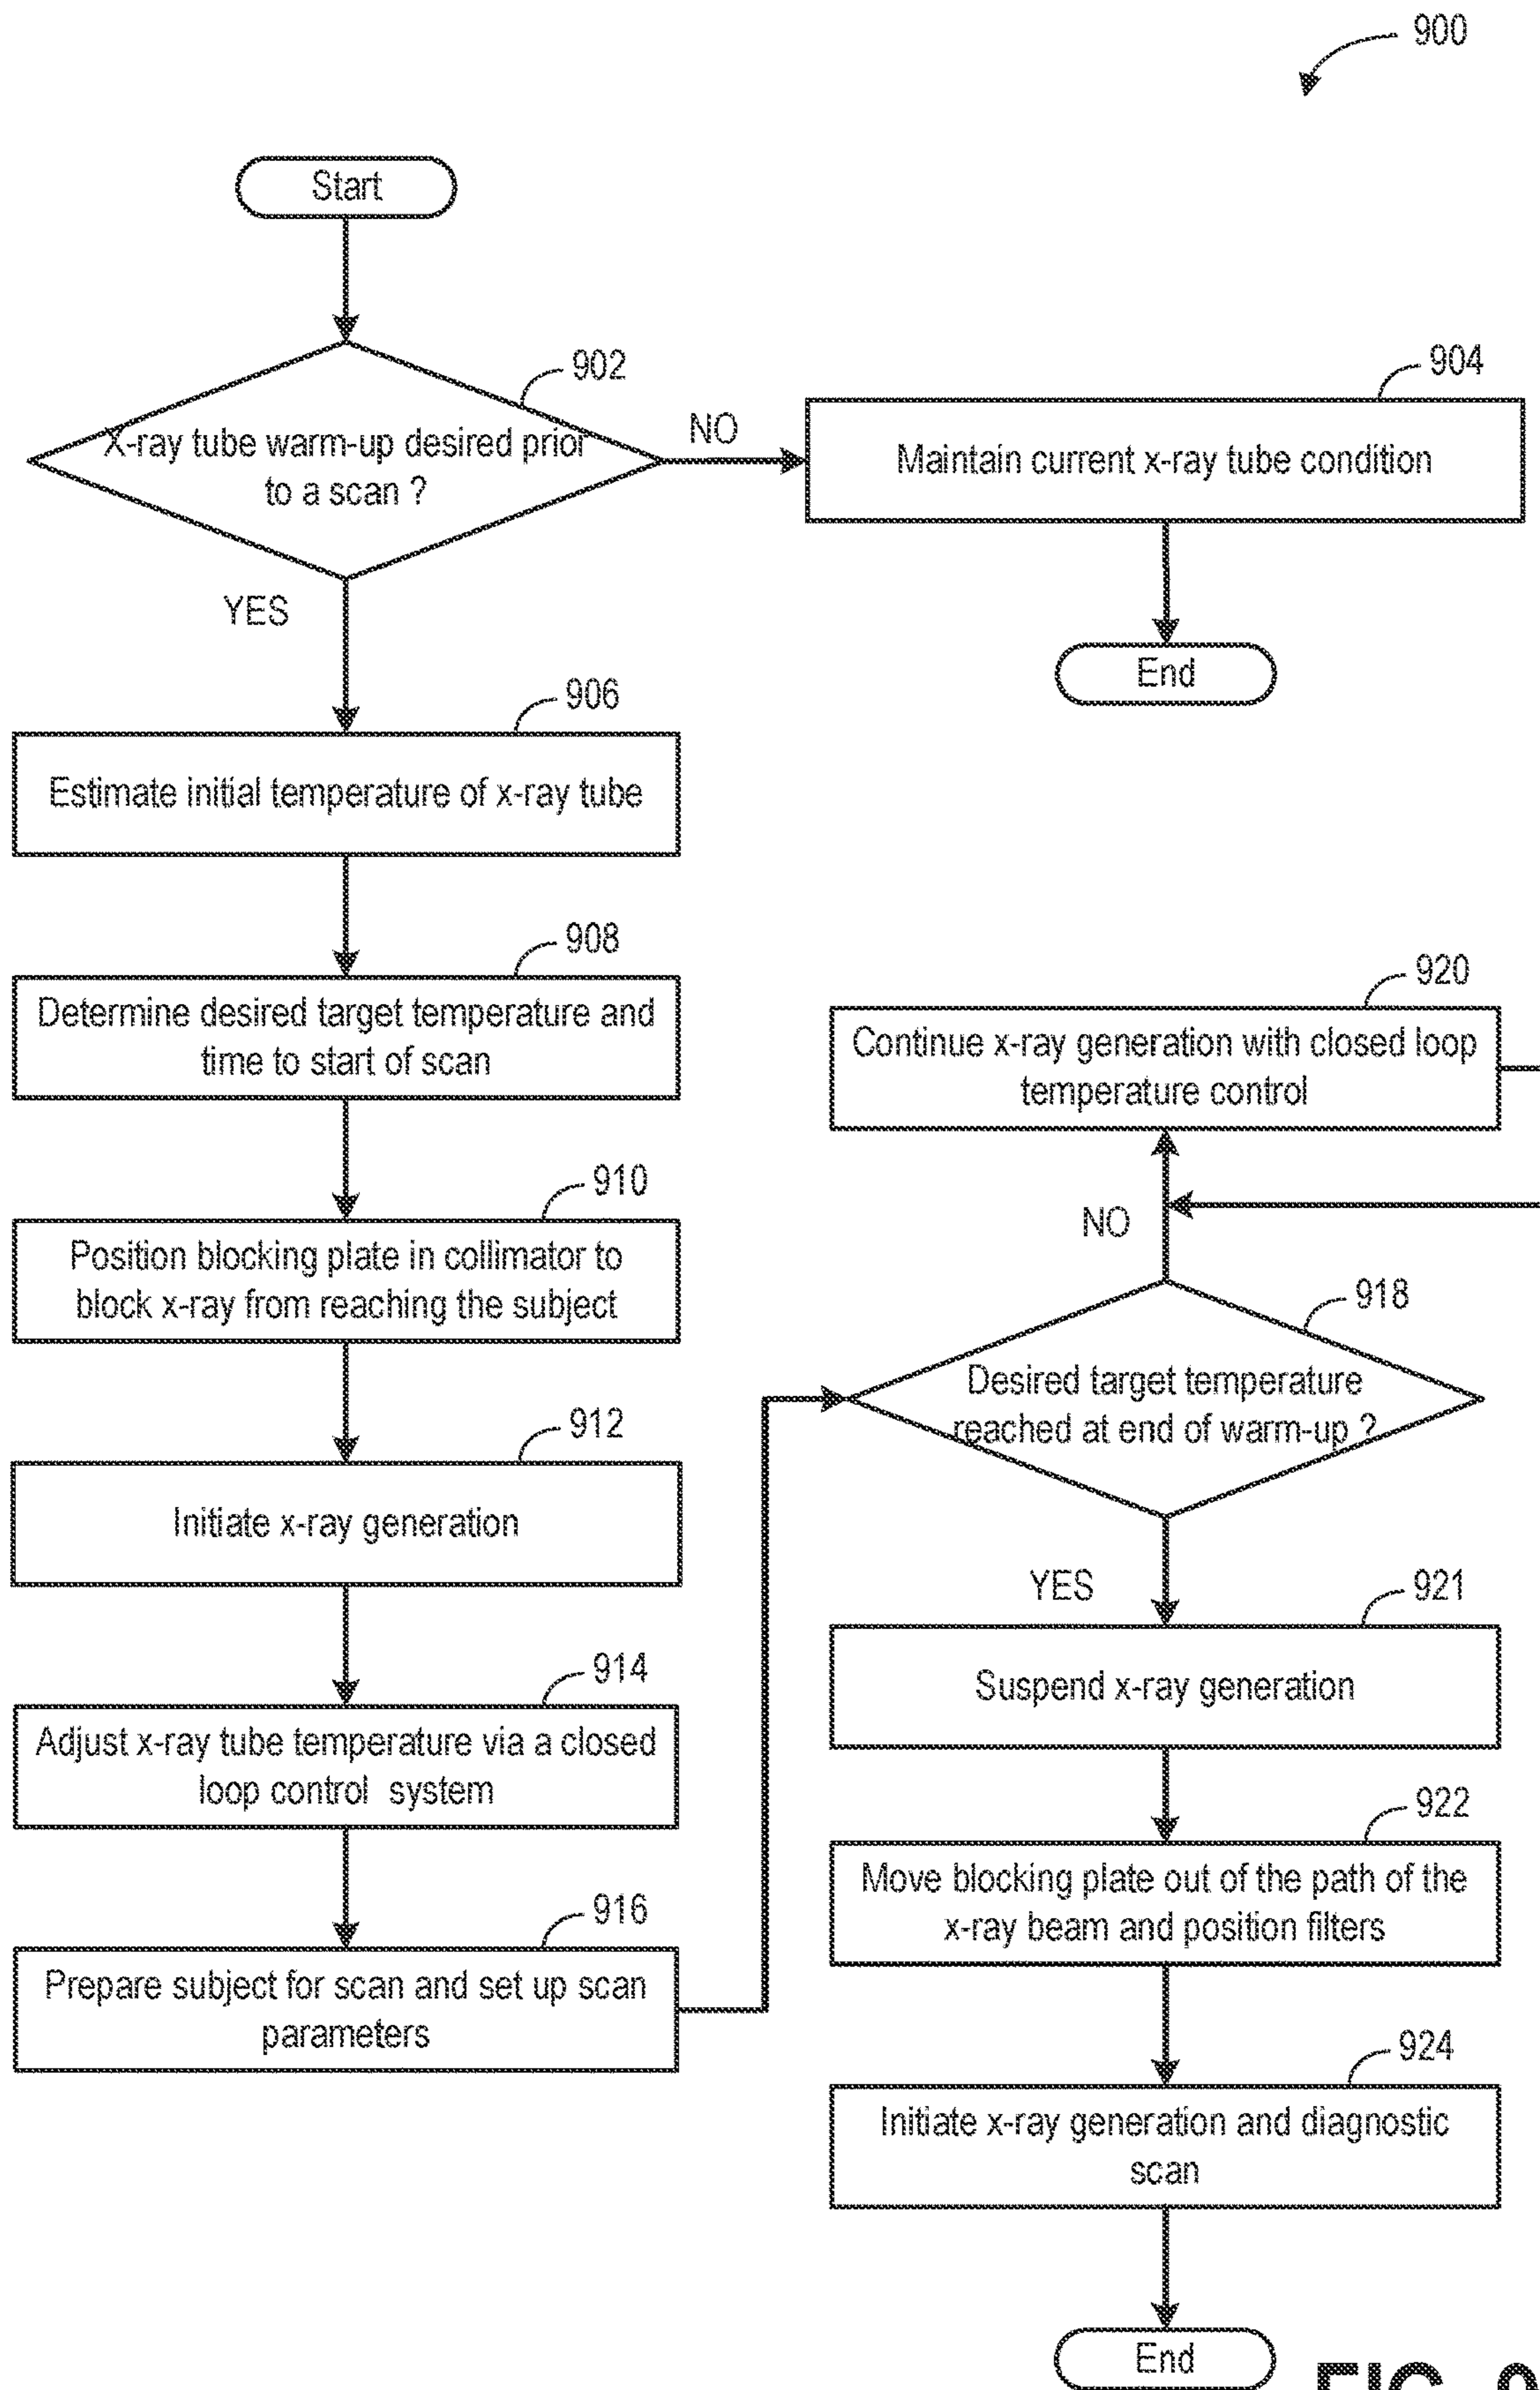 900
Start
902
X-ray tube warm-up desired prior
to a scan ?
NO
904
Maintain current x-ray tube condition
End
YES
906
Estimate initial temperature of x-ray tube
908
Determine desired target temperature and
time to start of scan
910
Position blocking plate in collimator to
block x-ray from reaching the subject
912
Initiate x-ray generation
914
Adjust x-ray tube temperature via a closed
loop control system
916
Prepare subject for scan and set up scan
parameters
920
Continue x-ray generation with closed loop
temperature control
NO
918
Desired target temperature
reached at end of warm-up ?
YES
921
Suspend x-ray generation
922
Move blocking plate out of the path of the
x-ray beam and position filters
924
Initiate x-ray generation and diagnostic
scan
End
FIG. 9